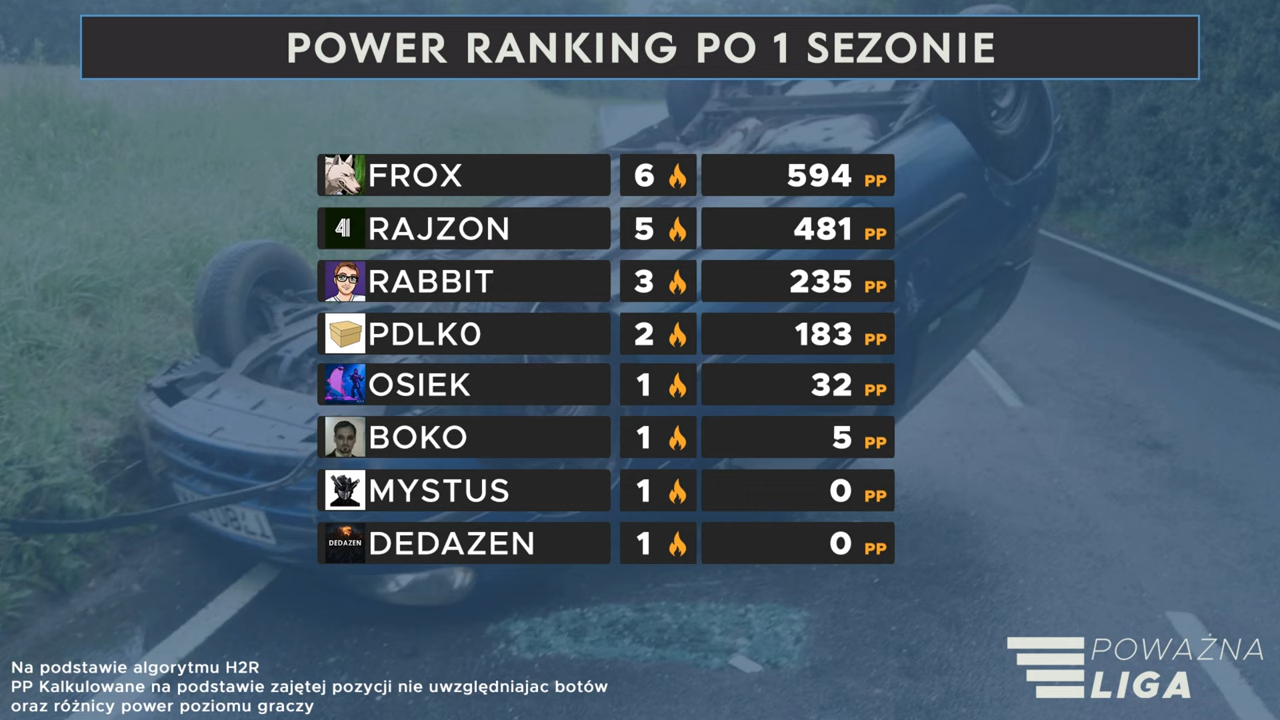 POWER RANKING PO 1 SEZONIE
FROX 6 594 PP
41 RAJZON 5 481 PP
RABBIT 3 235 PP
PDLK0 2 183 PP
OSIEK 1 32 PP
BOKO 1 5 PP
MYSTUS 1 0 PP
DEDAZEN DEDAZEN 1 0 PP
Na podstawie algorytmu H2R
PP Kalkulowane na podstawie zajętej pozycji nie uwzględniajac botów
oraz różnicy power poziomu graczy
POWAŻNA
LIGA